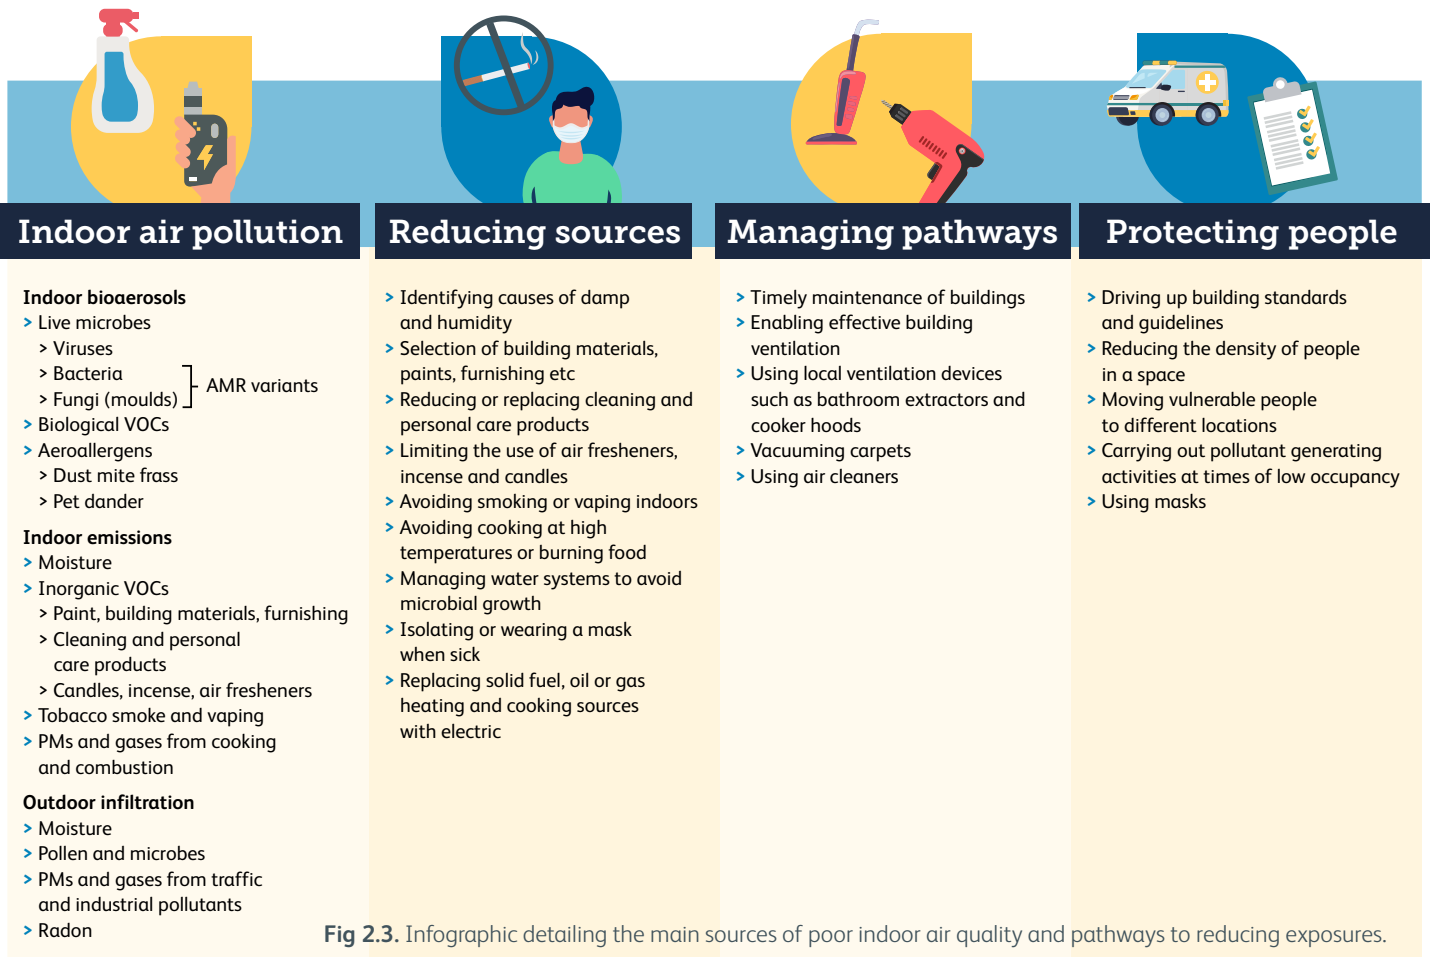 Indoor air pollution
Indoor bioaerosols
> Live microbes
> Viruses
> Bacteria
> Fungi (moulds)
AMR variants
> Biological VOCs
> Aeroallergens
> Dust mite frass
> Pet dander
Indoor emissions
> Moisture
> Inorganic VOCs
> Paint, building materials, furnishing
> Cleaning and personal
care products
> Candles, incense, air fresheners
> Tobacco smoke and vaping
> PMs and gases from cooking
and combustion
Outdoor infiltration
> Moisture
> Pollen and microbes
> PMs and gases from traffic
and industrial pollutants
> Radon
Reducing sources
> Identifying causes of damp
and humidity
> Selection of building materials,
paints, furnishing etc
> Reducing or replacing cleaning and
personal care products
> Limiting the use of air fresheners,
incense and candles
> Avoiding smoking or vaping indoors
> Avoiding cooking at high
temperatures or burning food
> Managing water systems to avoid
microbial growth
> Isolating or wearing a mask
when sick
> Replacing solid fuel, oil or gas
heating and cooking sources
with electric
Managing pathways
> Timely maintenance of buildings
> Enabling effective building
ventilation
> Using local ventilation devices
such as bathroom extractors and
cooker hoods
> Vacuuming carpets
> Using air cleaners
Protecting people
> Driving up building standards
and guidelines
> Reducing the density of people
in a space
> Moving vulnerable people
to different locations
> Carrying out pollutant generating
activities at times of low occupancy
> Using masks
Fig 2.3. Infographic detailing the main sources of poor indoor air quality and pathways to reducing exposures.